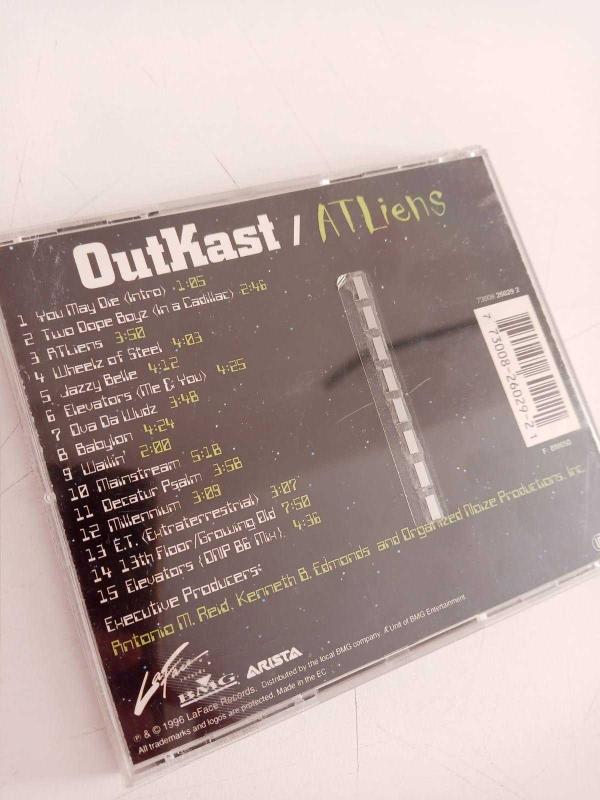 OutKast / ATLiens
1 You May Die (Intro) 1:05
2 Two Dope Boyz (In a Cadillac) 2:46
3 ATLiens 3:50
4 Wheelz of Steel 4:03
5 Jazzy Belle 4:12
6 Elevators (Me & You) 4:25
7 Ova Da Wudz 3:48
8 Babylon 4:24
9 Wailin' 2:00
10 Mainstream 5:18
11 Decatur Psalm 3:58
12 Millennium 3:09
13 E.T. (Extraterrestrial) 3:07
14 13th Floor/Growing Old 7:50
15 Elevators (ONP 86 Mix). 4:36
Executive Producers:
Antonio M. Reid, Kenneth B. Edmonds and Organized Noize Productions, Inc.
73008 26029 2
7 73008-26029-2 1
LaFace
BMG
ARISTA
℗ & © 1996 LaFace Records. Distributed by the local BMG company. A Unit of BMG Entertainment
All trademarks and logos are protected. Made in the EC